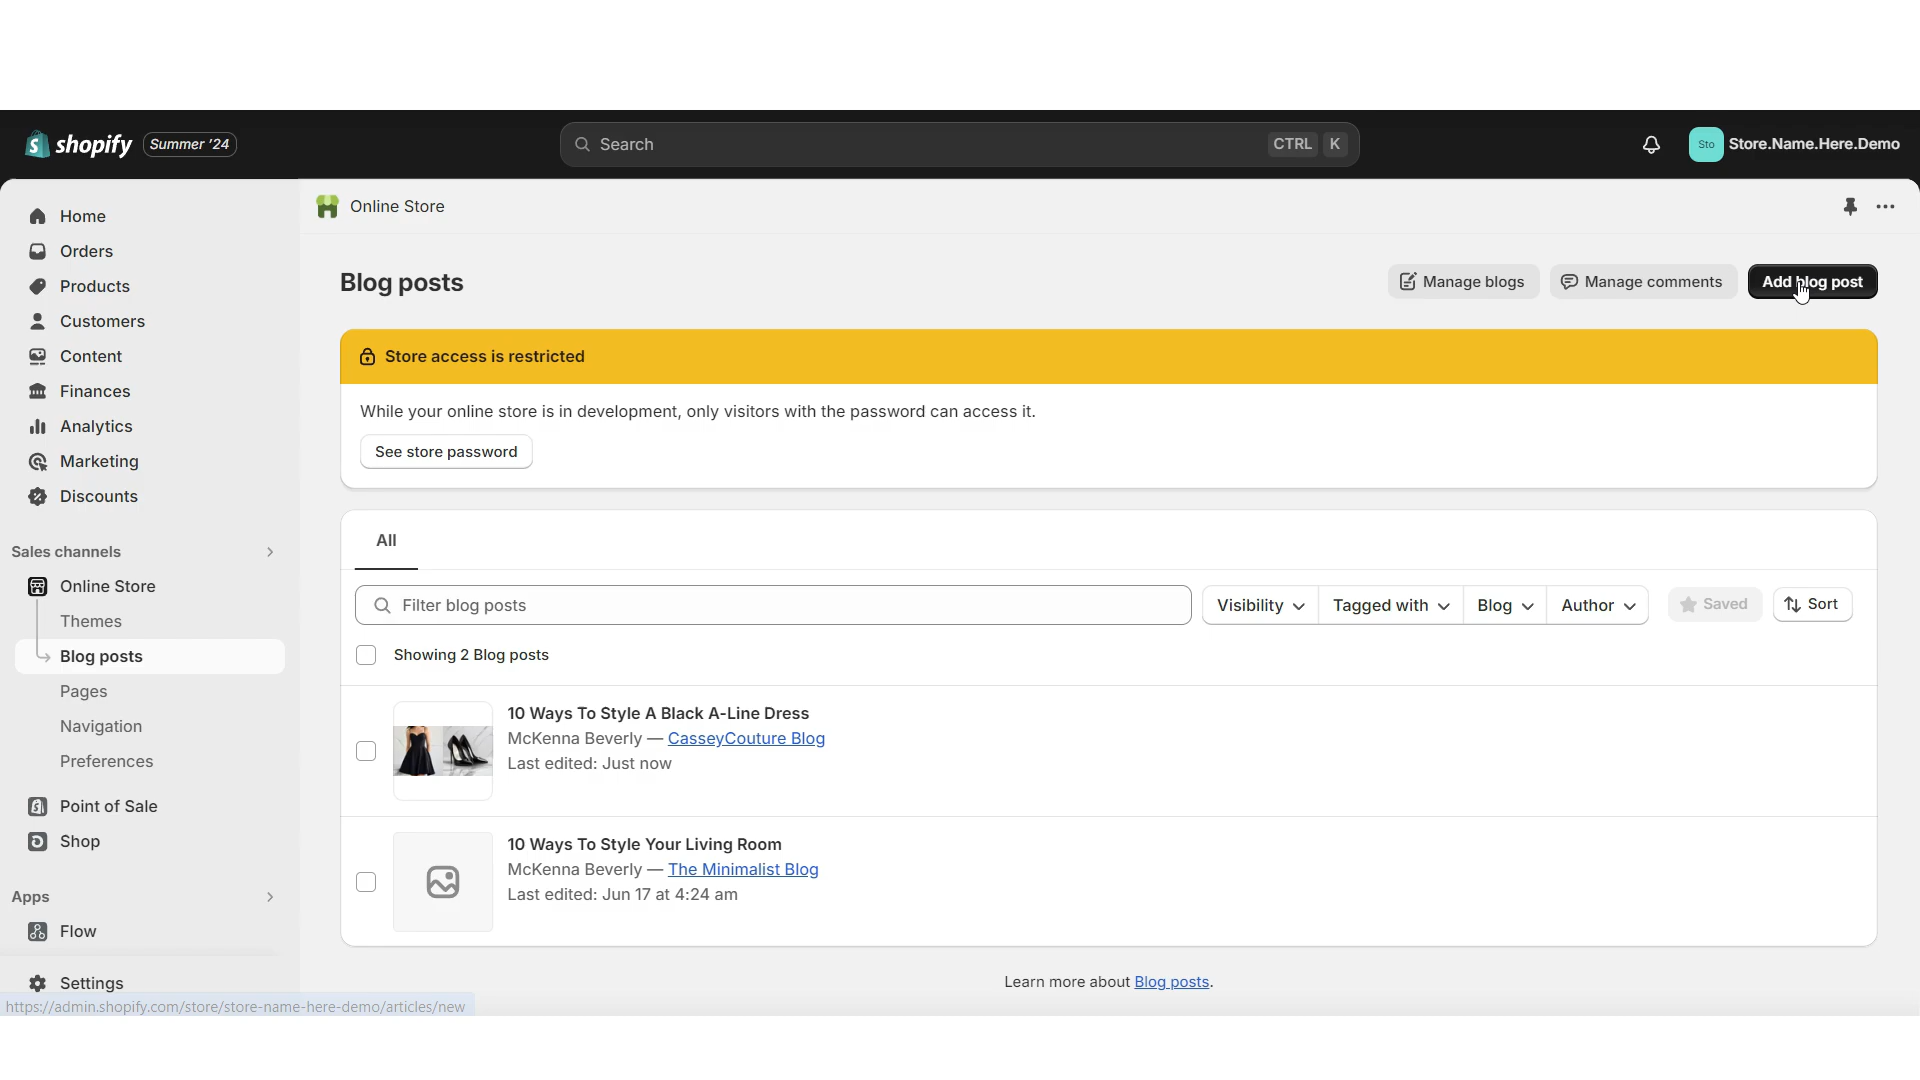 shopify Summer '24
Search CTRL K
Sto Store.Name.Here.Demo
Home
Orders
Products
Customers
Content
Finances
Analytics
Marketing
Discounts
Sales channels
Online Store
Themes
Blog posts
Pages
Navigation
Preferences
Point of Sale
Shop
Apps
Flow
Settings
https://admin.shopify.com/store/store-name-here-demo/articles/new
Online Store
Blog posts
Manage blogs Manage comments Add blog post
Store access is restricted
While your online store is in development, only visitors with the password can access it.
See store password
All
Filter blog posts Visibility Tagged with Blog Author Saved Sort
Showing 2 Blog posts
10 Ways To Style A Black A-Line Dress
McKenna Beverly — CasseyCouture Blog
Last edited: Just now
10 Ways To Style Your Living Room
McKenna Beverly — The Minimalist Blog
Last edited: Jun 17 at 4:24 am
Learn more about Blog posts.